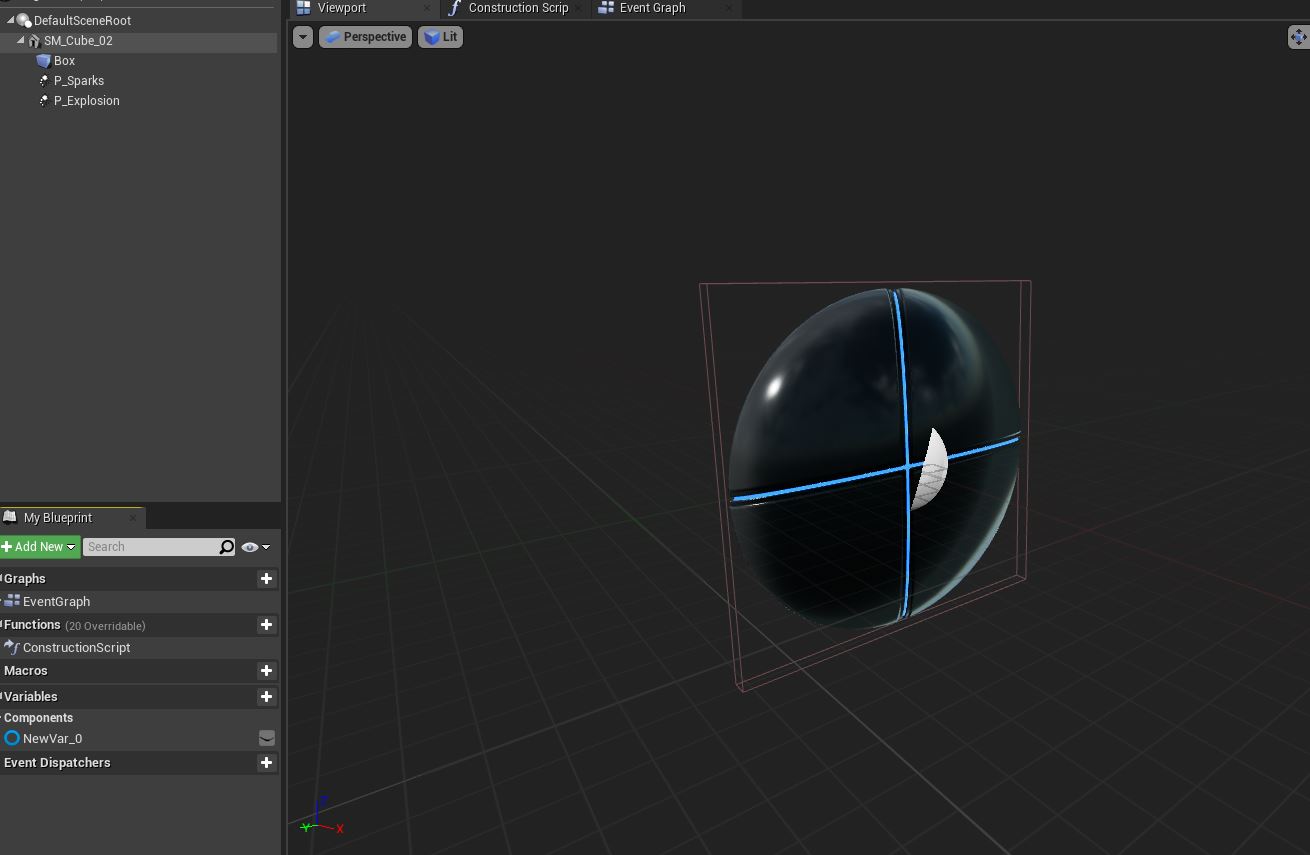 DefaultSceneRoot
SM_Cube_02
Box
P_Sparks
P_Explosion
Viewport
Construction Scrip
Event Graph
Perspective
Lit
My Blueprint
Add New
Search
Graphs
EventGraph
Functions (20 Overridable)
ConstructionScript
Macros
Variables
Components
NewVar_0
Event Dispatchers
Y
X